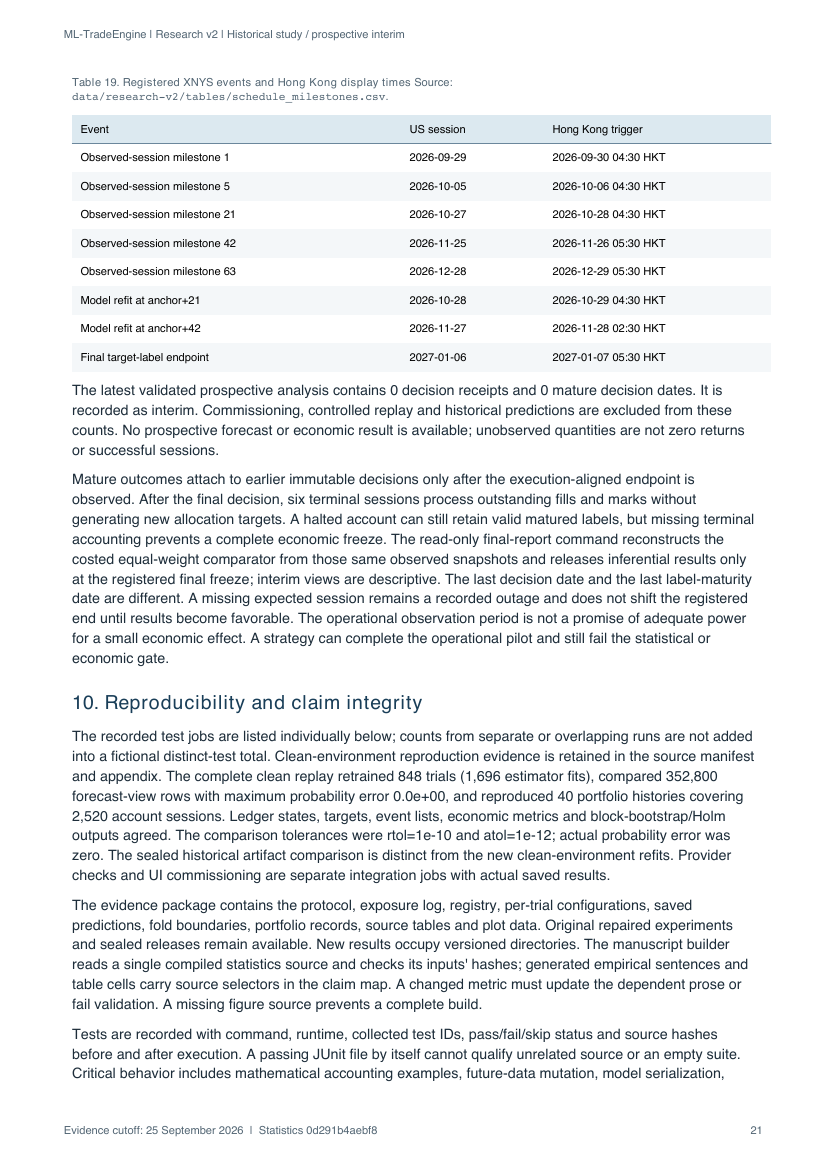 ML-TradeEngine | Research v2 | Historical study / prospective interim
Table 19. Registered XNYS events and Hong Kong display times Source:
data/research-v2/tables/schedule_milestones.csv.
Event US session Hong Kong trigger
Observed-session milestone 1 2026-09-29 2026-09-30 04:30 HKT
Observed-session milestone 5 2026-10-05 2026-10-06 04:30 HKT
Observed-session milestone 21 2026-10-27 2026-10-28 04:30 HKT
Observed-session milestone 42 2026-11-25 2026-11-26 05:30 HKT
Observed-session milestone 63 2026-12-28 2026-12-29 05:30 HKT
Model refit at anchor+21 2026-10-28 2026-10-29 04:30 HKT
Model refit at anchor+42 2026-11-27 2026-11-28 02:30 HKT
Final target-label endpoint 2027-01-06 2027-01-07 05:30 HKT
The latest validated prospective analysis contains 0 decision receipts and 0 mature decision dates. It is
recorded as interim. Commissioning, controlled replay and historical predictions are excluded from these
counts. No prospective forecast or economic result is available; unobserved quantities are not zero returns
or successful sessions.
Mature outcomes attach to earlier immutable decisions only after the execution-aligned endpoint is
observed. After the final decision, six terminal sessions process outstanding fills and marks without
generating new allocation targets. A halted account can still retain valid matured labels, but missing terminal
accounting prevents a complete economic freeze. The read-only final-report command reconstructs the
costed equal-weight comparator from those same observed snapshots and releases inferential results only
at the registered final freeze; interim views are descriptive. The last decision date and the last label-maturity
date are different. A missing expected session remains a recorded outage and does not shift the registered
end until results become favorable. The operational observation period is not a promise of adequate power
for a small economic effect. A strategy can complete the operational pilot and still fail the statistical or
economic gate.
10. Reproducibility and claim integrity
The recorded test jobs are listed individually below; counts from separate or overlapping runs are not added
into a fictional distinct-test total. Clean-environment reproduction evidence is retained in the source manifest
and appendix. The complete clean replay retrained 848 trials (1,696 estimator fits), compared 352,800
forecast-view rows with maximum probability error 0.0e+00, and reproduced 40 portfolio histories covering
2,520 account sessions. Ledger states, targets, event lists, economic metrics and block-bootstrap/Holm
outputs agreed. The comparison tolerances were rtol=1e-10 and atol=1e-12; actual probability error was
zero. The sealed historical artifact comparison is distinct from the new clean-environment refits. Provider
checks and UI commissioning are separate integration jobs with actual saved results.
The evidence package contains the protocol, exposure log, registry, per-trial configurations, saved
predictions, fold boundaries, portfolio records, source tables and plot data. Original repaired experiments
and sealed releases remain available. New results occupy versioned directories. The manuscript builder
reads a single compiled statistics source and checks its inputs' hashes; generated empirical sentences and
table cells carry source selectors in the claim map. A changed metric must update the dependent prose or
fail validation. A missing figure source prevents a complete build.
Tests are recorded with command, runtime, collected test IDs, pass/fail/skip status and source hashes
before and after execution. A passing JUnit file by itself cannot qualify unrelated source or an empty suite.
Critical behavior includes mathematical accounting examples, future-data mutation, model serialization,
Evidence cutoff: 25 September 2026 | Statistics 0d291b4aebf8 21